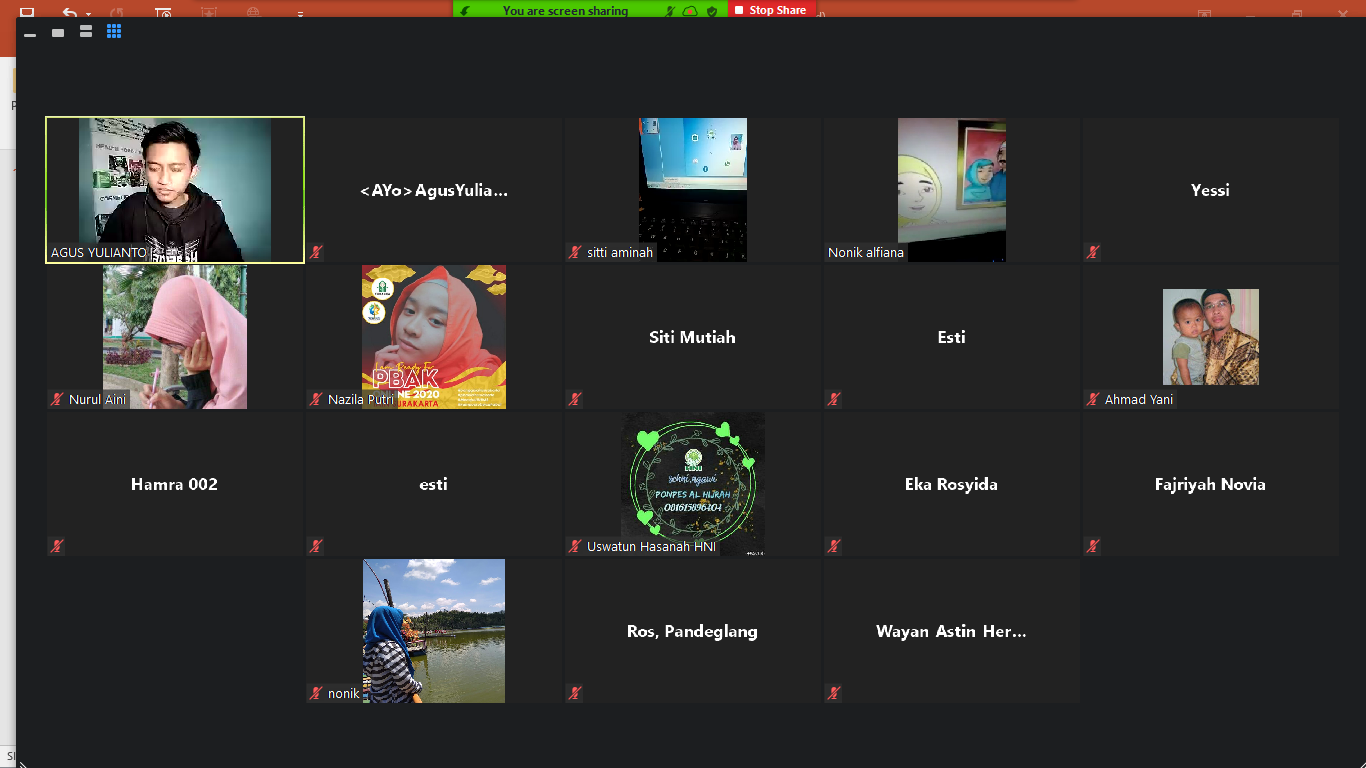 You are screen sharing
Stop Share
AGUS YULIANTO
<AYo>AgusYulia...
sitti aminah
Nonik alfiana
Yessi
Nurul Aini
PBAK
NE 2020
URAKARTA
Nazila Putri
Siti Mutiah
Esti
Ahmad Yani
Hamra 002
esti
PONPES AL HIJRAH
Uswatun Hasanah HNI
Eka Rosyida
Fajriyah Novia
nonik
Ros, Pandeglang
Wayan Astin Her...